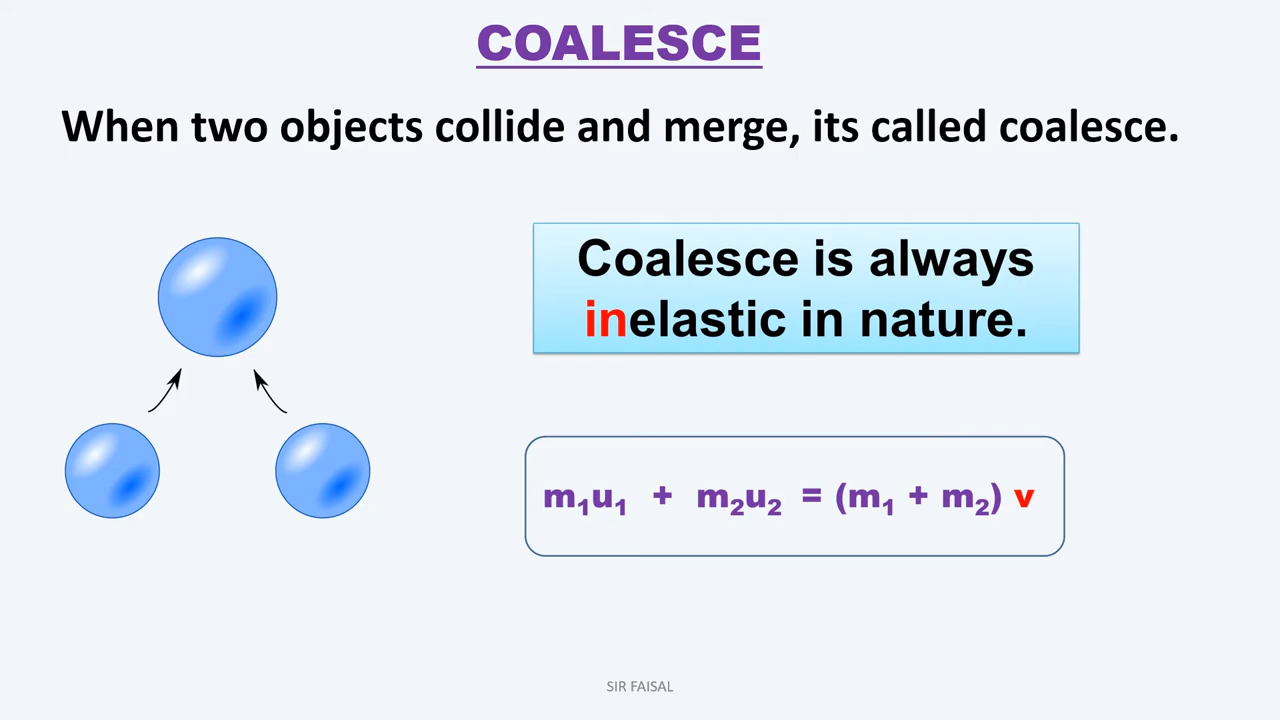 COALESCE
When two objects collide and merge, its called coalesce.
Coalesce is always
inelastic in nature.
m₁u₁ + m₂u₂ = (m₁ + m₂) v
SIR FAISAL